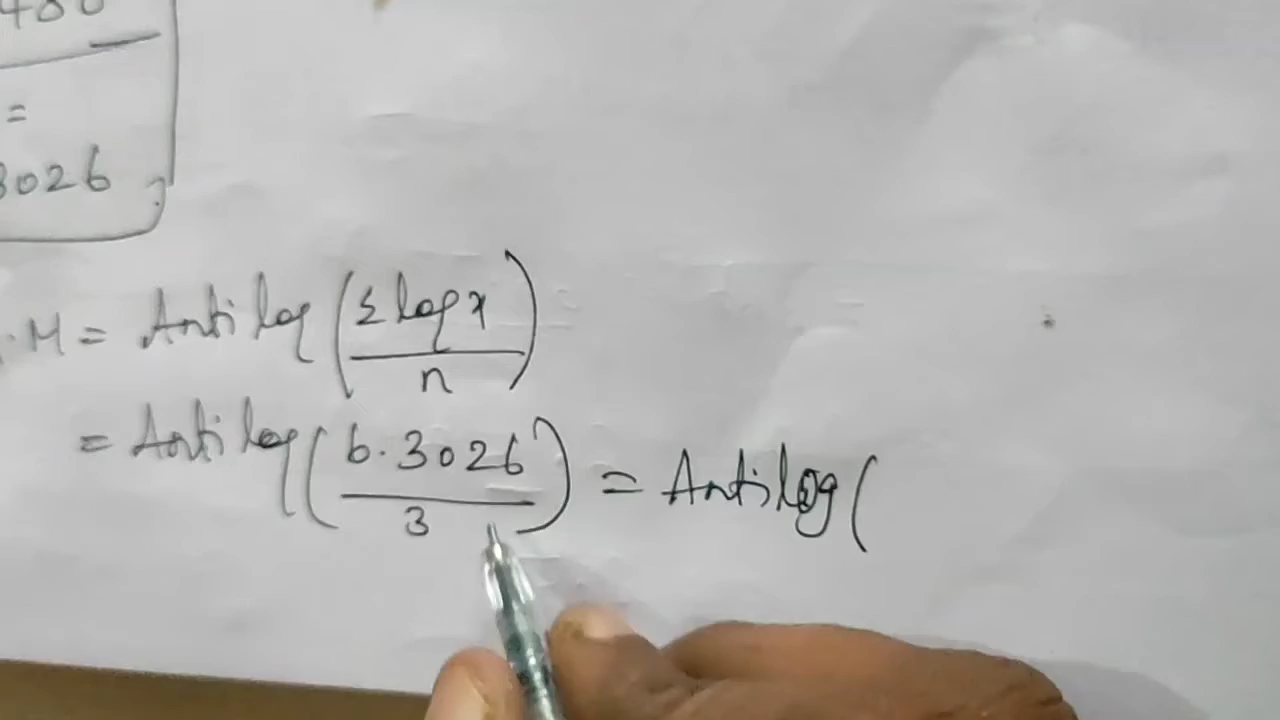 =
3026
.M = Antilog (Σ log x / n)
= Antilog (6.3026 / 3) = Antilog (